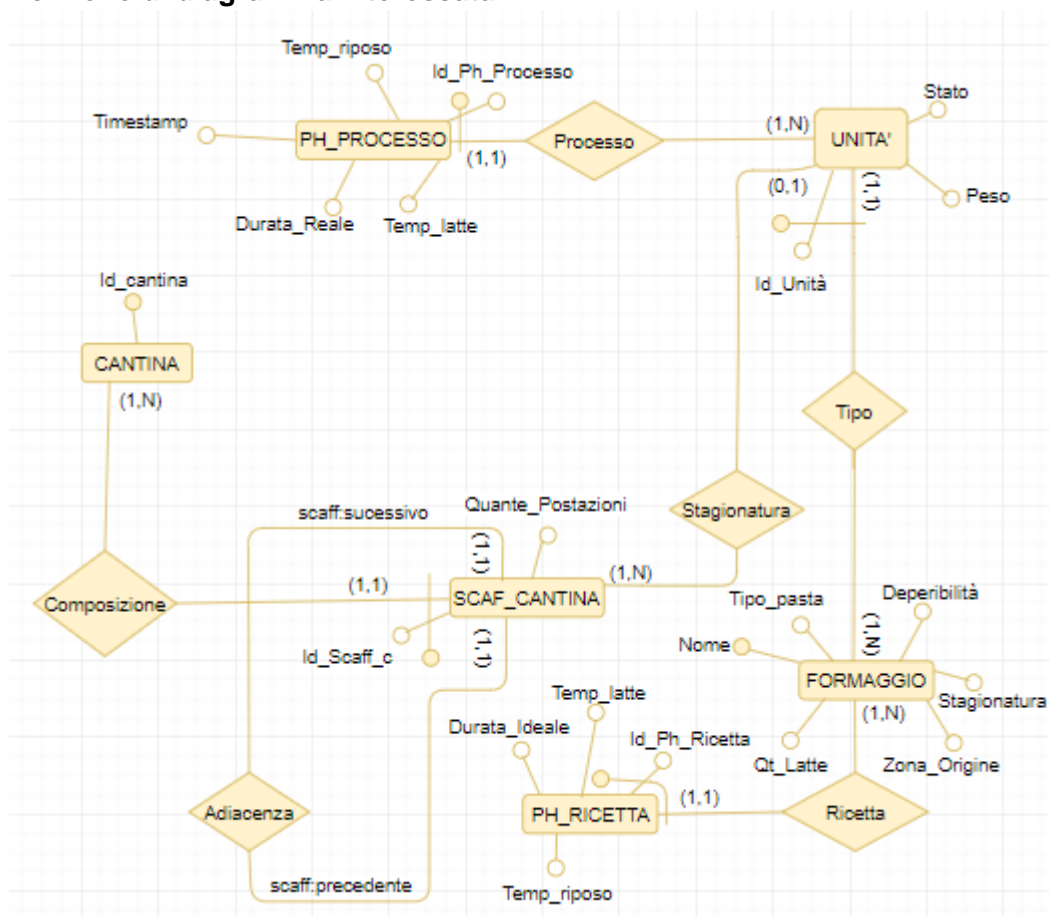 Temp_riposo
Id_Ph_Processo
Stato
Timestamp
PH_PROCESSO
(1,1)
Processo
(1,N)
UNITA'
(0,1)
(1,1)
Peso
Durata_Reale
Temp_latte
Id_Unità
Id_cantina
CANTINA
(1,N)
Tipo
Quante_Postazioni
Stagionatura
scaff:sucessivo
(1,1)
(1,N)
Composizione
(1,1)
SCAF_CANTINA
Id_Scaff_c
(1,1)
Tipo_pasta
Deperibilità
(1,N)
Nome
FORMAGGIO
Stagionatura
(1,N)
Qt_Latte
Zona_Origine
Temp_latte
Durata_Ideale
Id_Ph_Ricetta
(1,1)
PH_RICETTA
Ricetta
Adiacenza
scaff:precedente
Temp_riposo